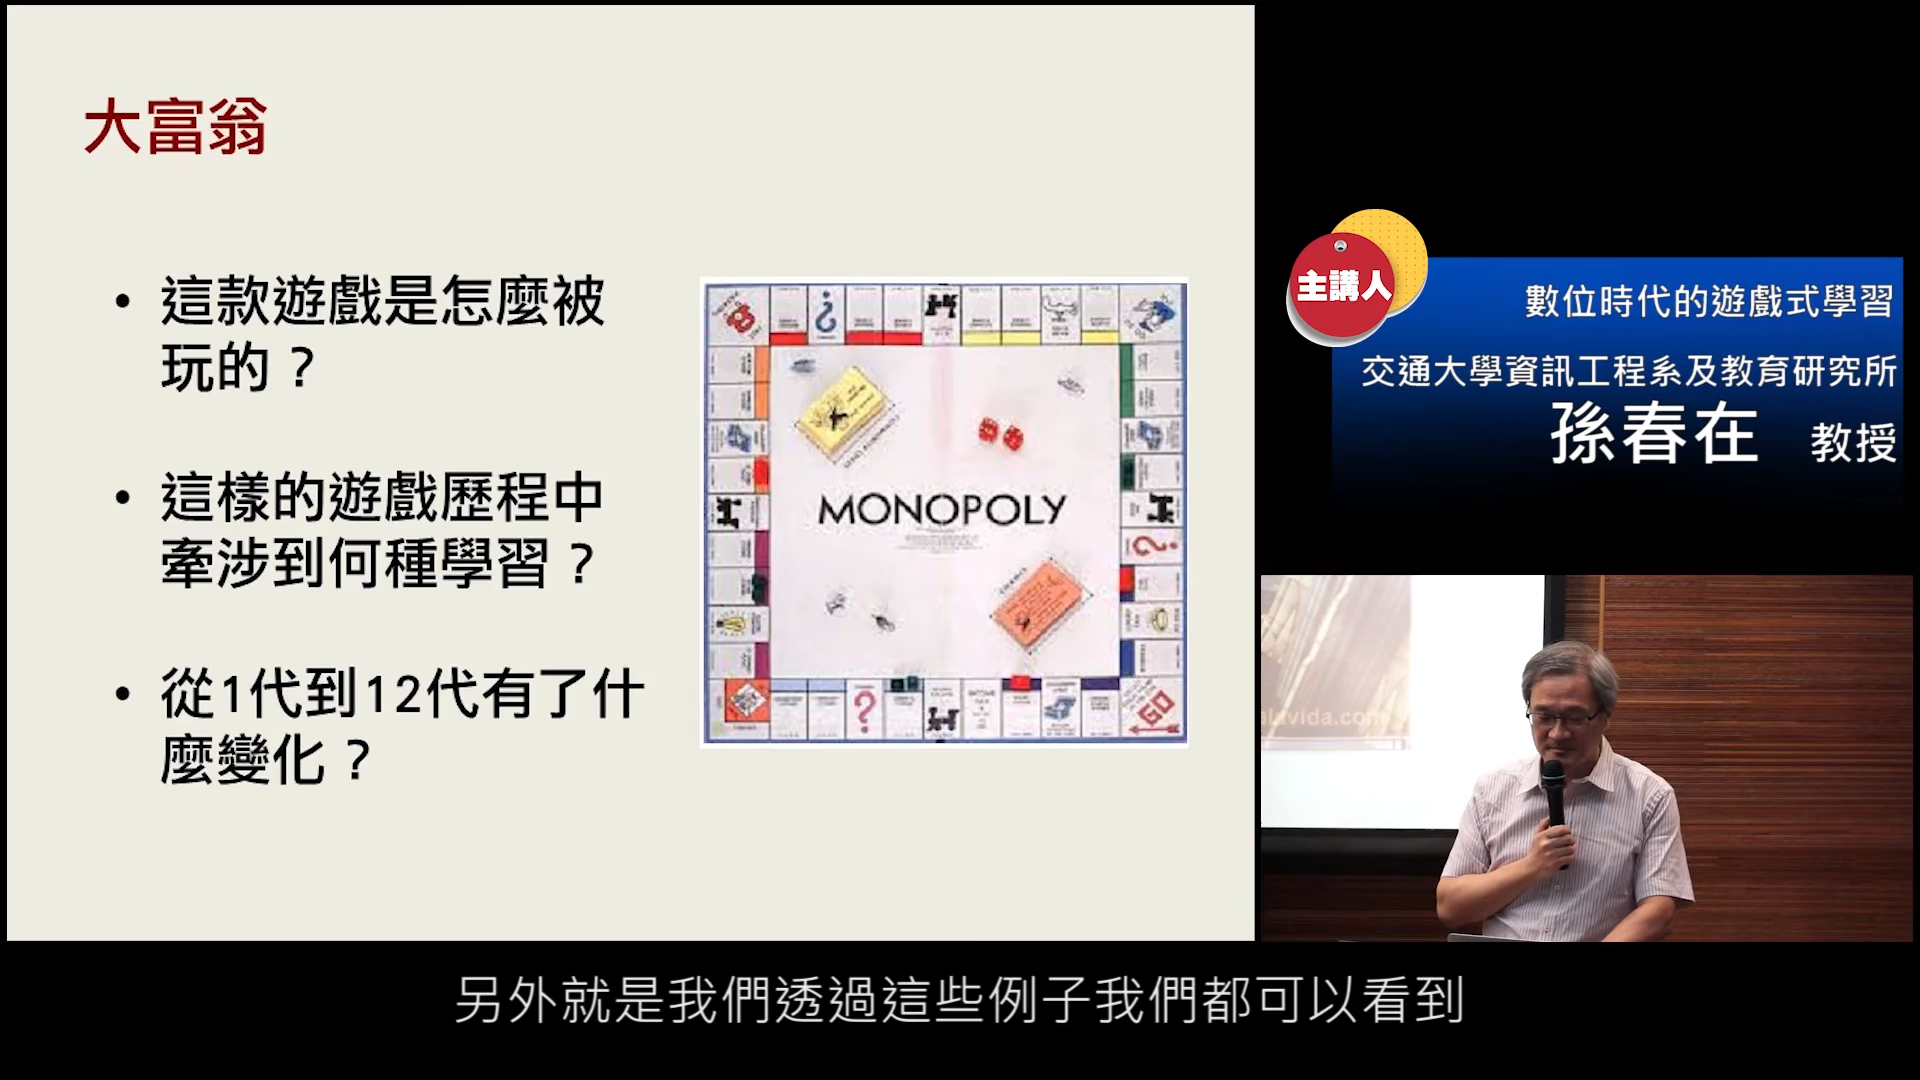 大富翁
• 這款遊戲是怎麼被
玩的？
• 這樣的遊戲歷程中
牽涉到何種學習？
• 從1代到12代有了什
麼變化？
MONOPOLY
GO
主講人
數位時代的遊戲式學習
交通大學資訊工程系及教育研究所
孫春在 教授
另外就是我們透過這些例子我們都可以看到